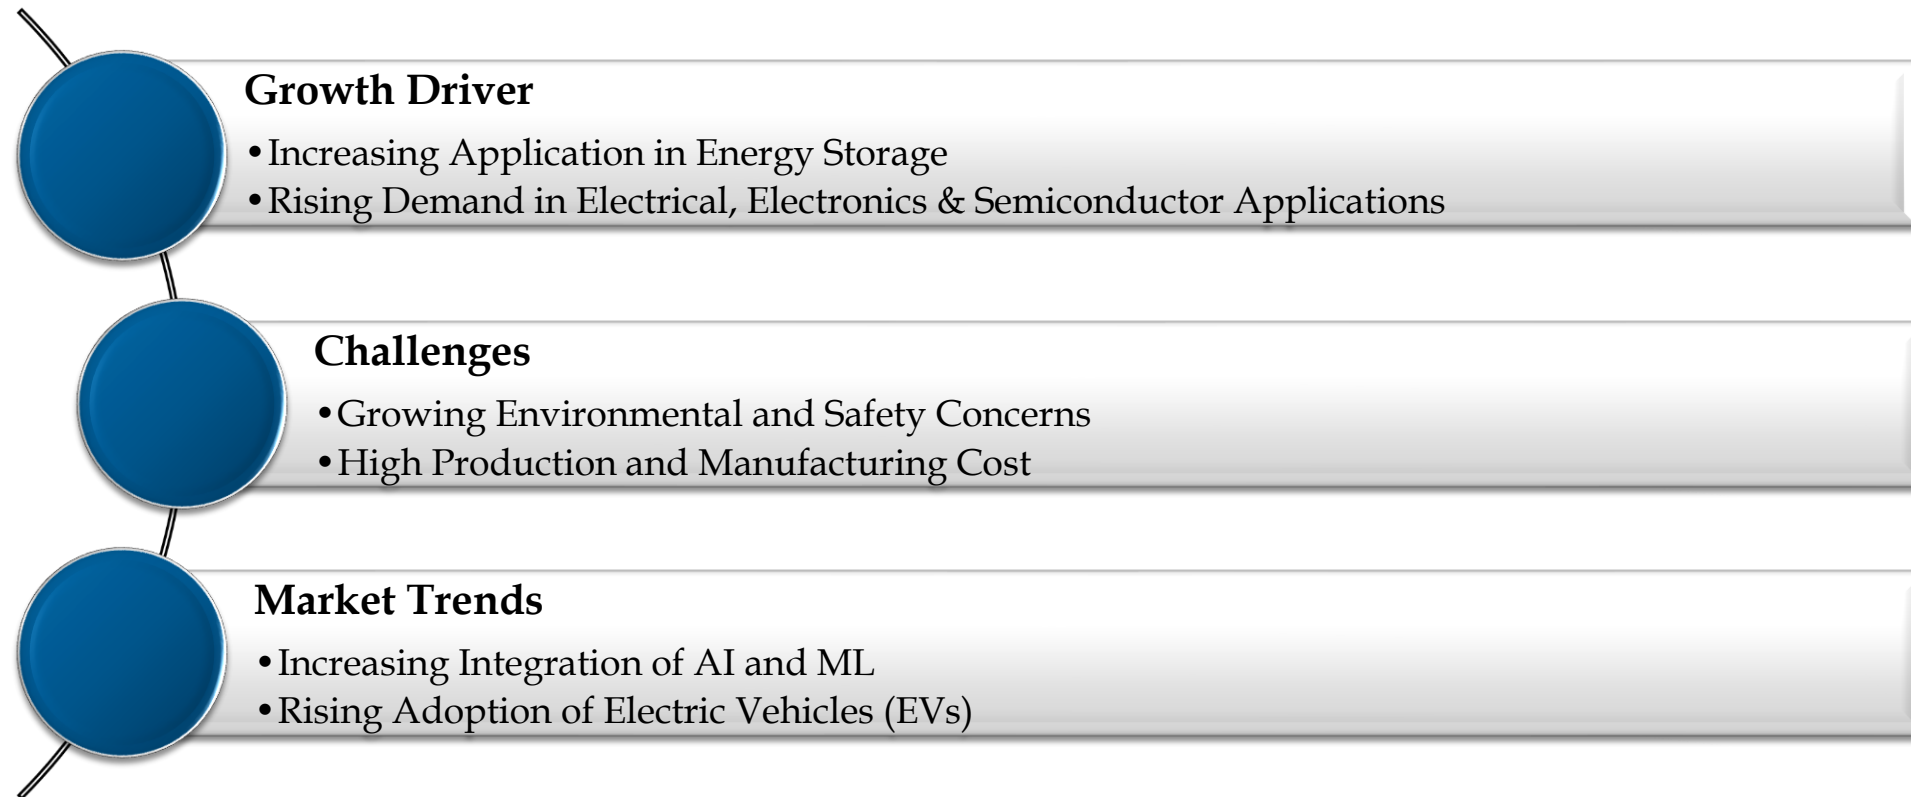 Growth Driver
•Increasing Application in Energy Storage
•Rising Demand in Electrical, Electronics & Semiconductor Applications
Challenges
•Growing Environmental and Safety Concerns
•High Production and Manufacturing Cost
Market Trends
•Increasing Integration of AI and ML
•Rising Adoption of Electric Vehicles (EVs)